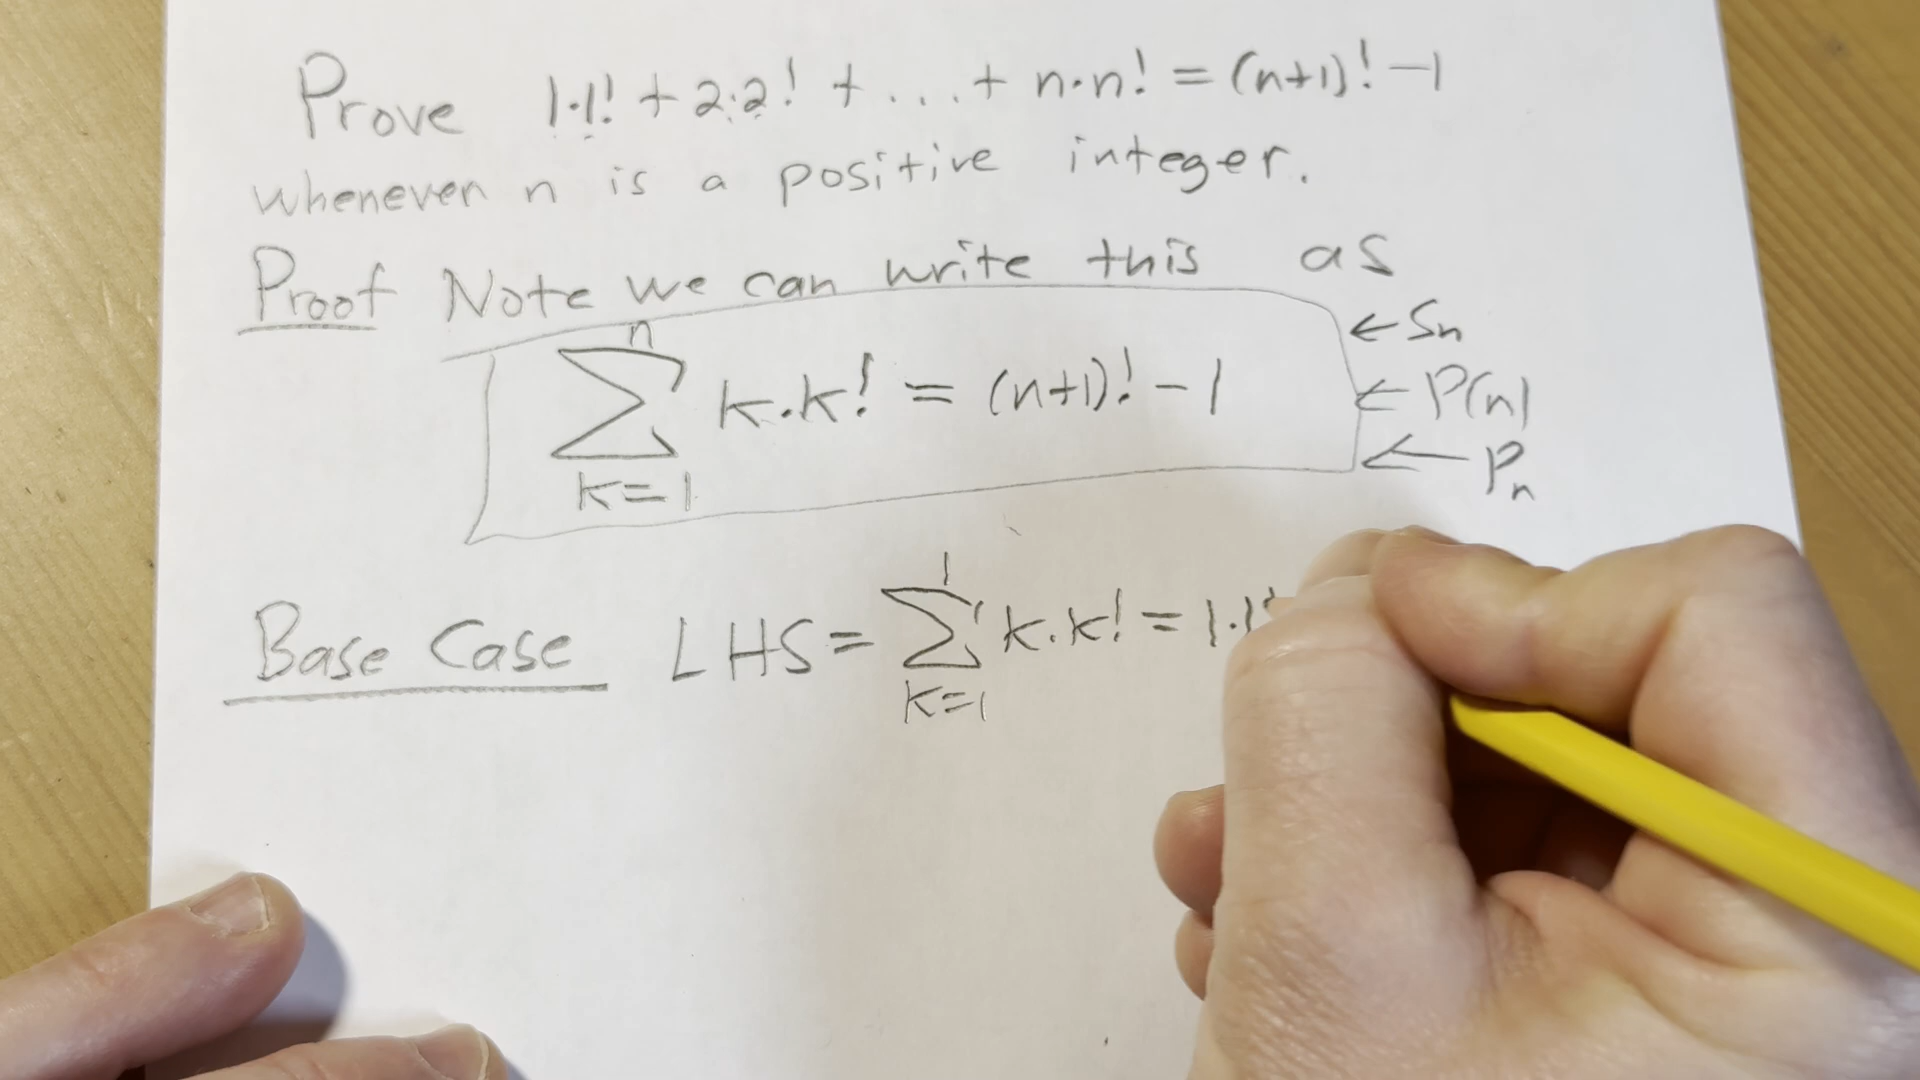 Prove 1·1! + 2·2! + ... + n·n! = (n+1)! - 1
whenever n is a positive integer.
Proof Note we can write this as
n
∑ k·k! = (n+1)! - 1
k=1
← Sn
← P(n)
← Pn
1
Base Case LHS = ∑ k·k! = 1·1
k=1